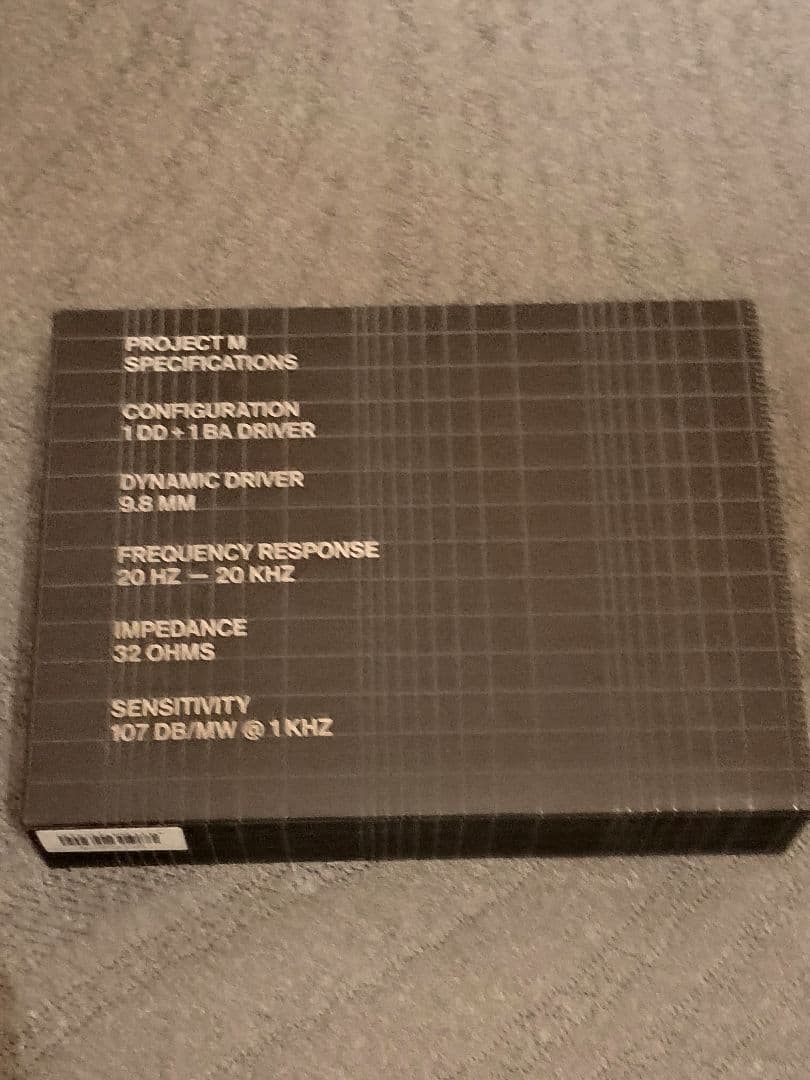 PROJECT M
SPECIFICATIONS
CONFIGURATION
1 DD + 1 BA DRIVER
DYNAMIC DRIVER
9.8 MM
FREQUENCY RESPONSE
20 HZ — 20 KHZ
IMPEDANCE
32 OHMS
SENSITIVITY
107 DB/MW @ 1 KHZ